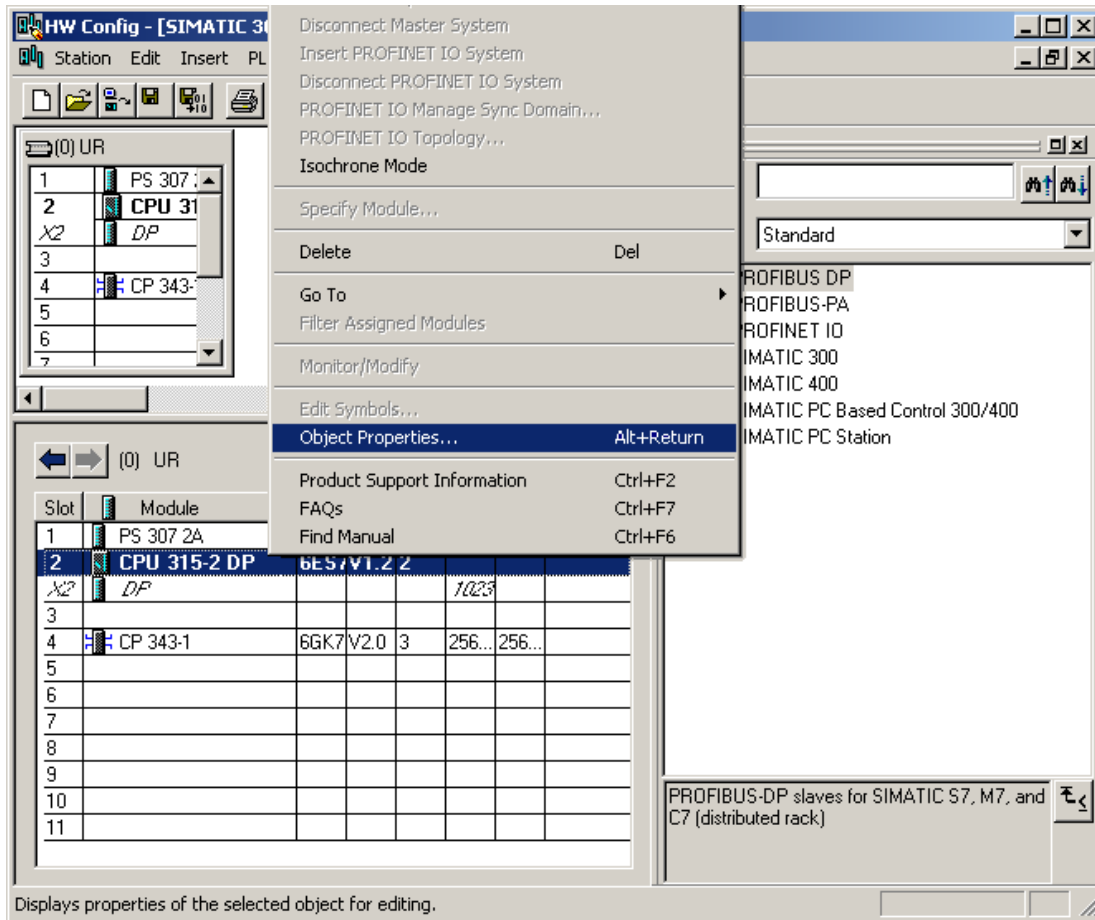 HW Config - [SIMATIC 30
Station Edit Insert PL
Disconnect Master System
Insert PROFINET IO System
Disconnect PROFINET IO System
PROFINET IO Manage Sync Domain...
PROFINET IO Topology...
Isochrone Mode
Specify Module...
Delete Del
Go To
Filter Assigned Modules
Monitor/Modify
Edit Symbols...
Object Properties... Alt+Return
Product Support Information Ctrl+F2
FAQs Ctrl+F7
Find Manual Ctrl+F6
(0) UR
1 PS 307
2 CPU 31
X2 DP
3
4 CP 343-
5
6
7
Standard
ROFIBUS DP
ROFIBUS-PA
ROFINET IO
IMATIC 300
IMATIC 400
IMATIC PC Based Control 300/400
IMATIC PC Station
(0) UR
Slot Module
1 PS 307 2A
2 CPU 315-2 DP 6ES7 V1.2 2
X2 DP 1023
3
4 CP 343-1 6GK7 V2.0 3 256... 256...
5
6
7
8
9
10
11
PROFIBUS-DP slaves for SIMATIC S7, M7, and
C7 (distributed rack)
Displays properties of the selected object for editing.